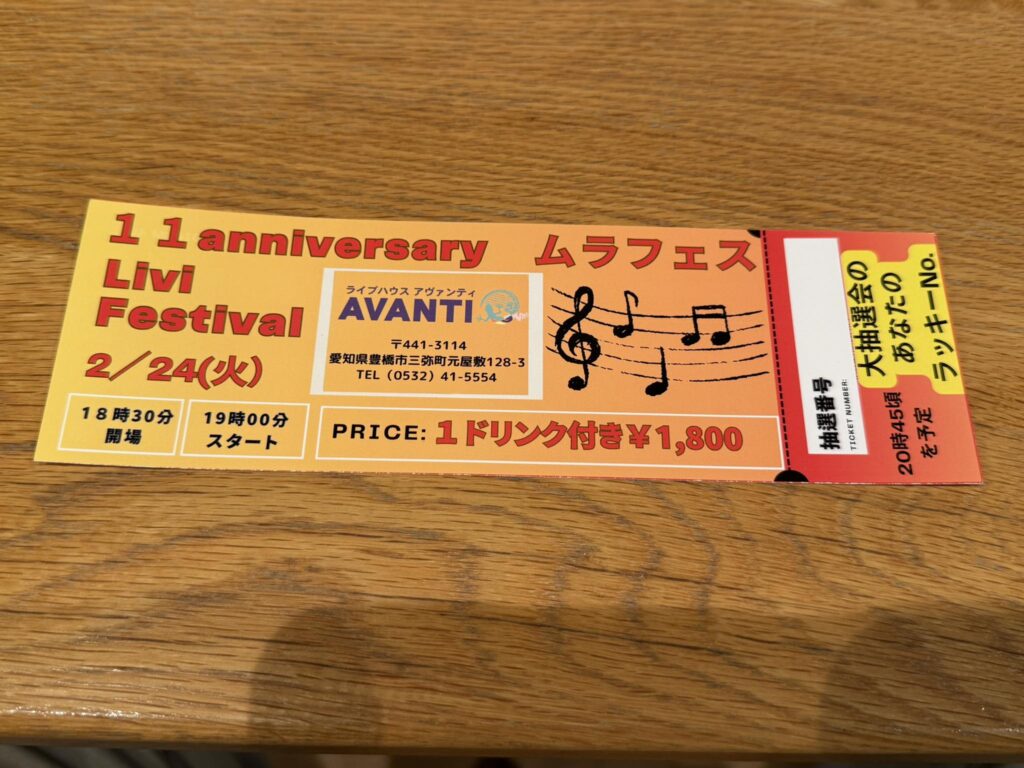 １１anniversary　ムラフェス
Livi
Festival
2／24(火)
18時30分
開場
19時00分
スタート
ライブハウス アヴァンティ
AVANTI
〒441-3114
愛知県豊橋市三弥町元屋敷128-3
TEL（0532）41-5554
PRICE: １ドリンク付き￥1,800
抽選番号
TICKET NUMBER:
大抽選会の
あなたの
ラッキーNo.
20時45頃
を予定